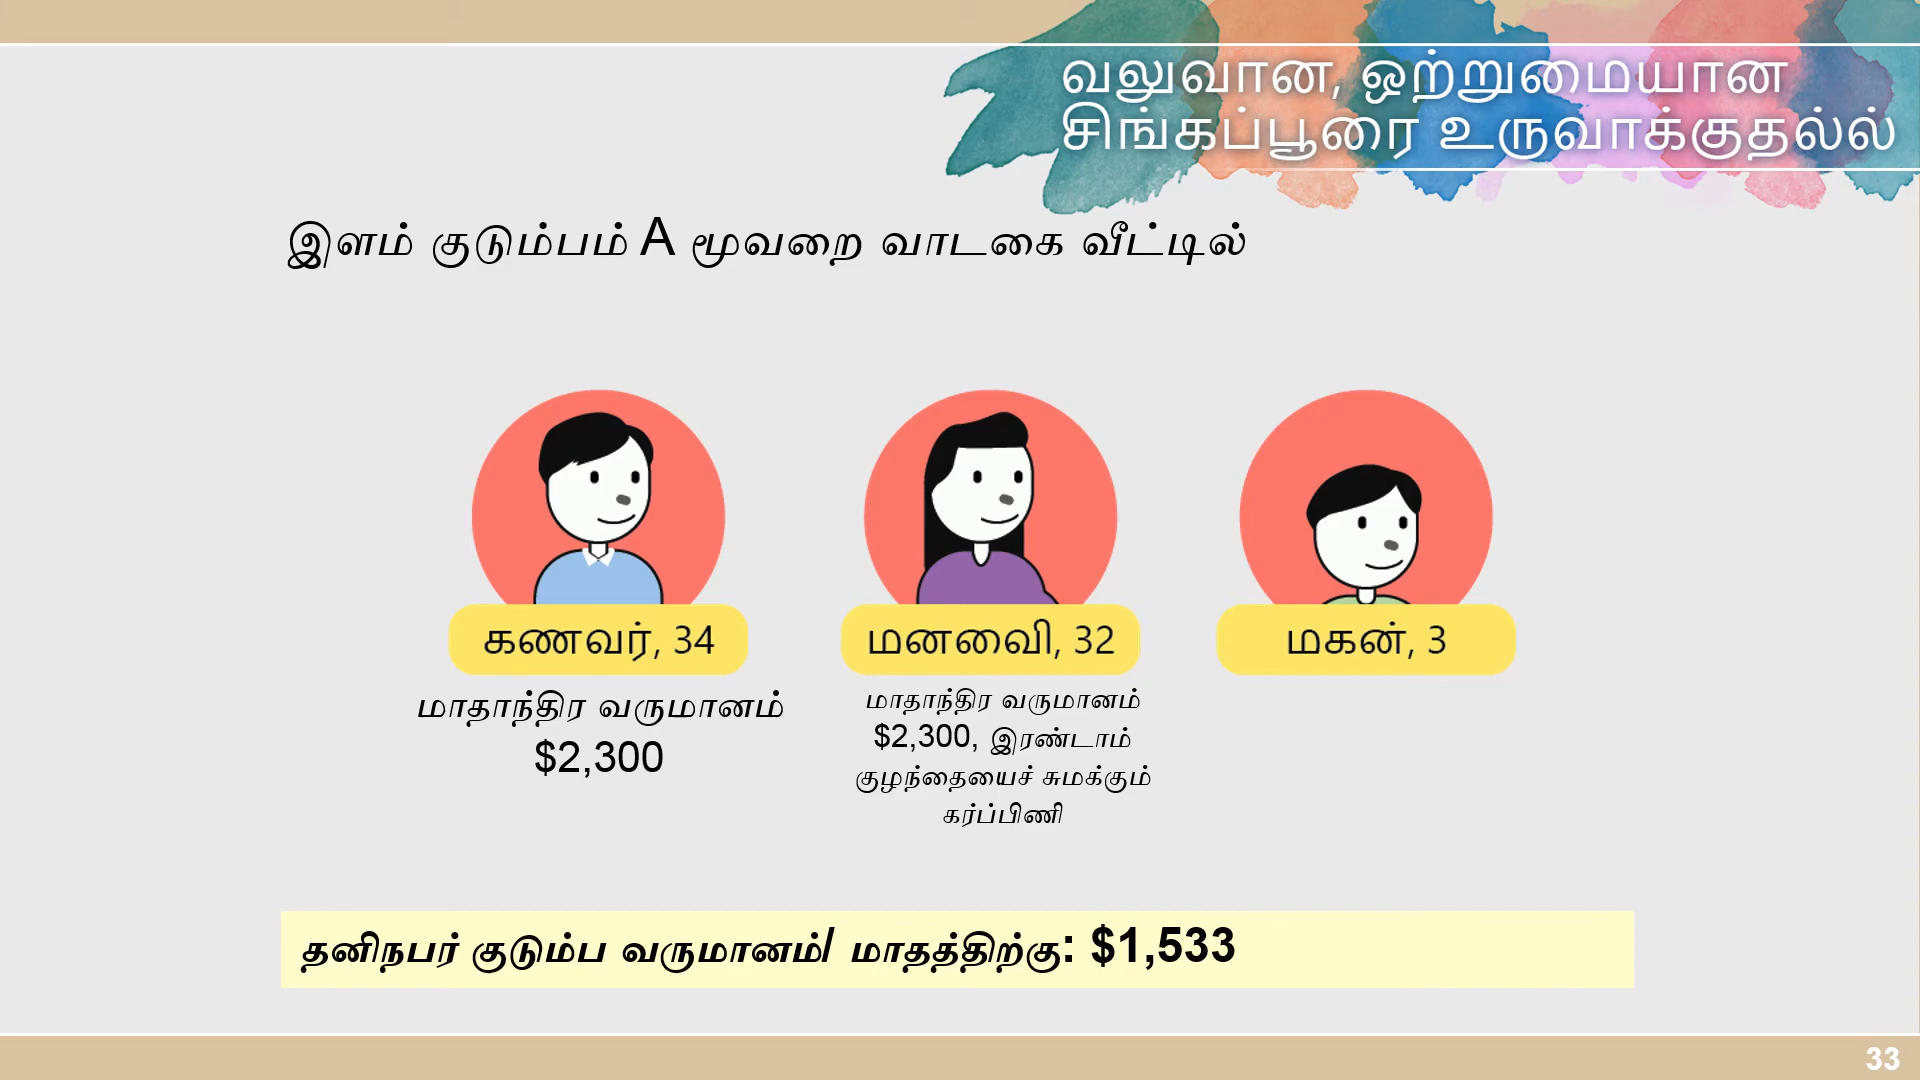 வலுவான, ஒற்றுமையான
சிங்கப்பூரை உருவாக்குதல்ல்
இளம் குடும்பம் A மூவறை வாடகை வீட்டில்
கணவர், 34
மனைவி, 32
மகன், 3
மாதாந்திர வருமானம்
$2,300
மாதாந்திர வருமானம்
$2,300, இரண்டாம்
குழந்தையைச் சுமக்கும்
கர்ப்பிணி
தனிநபர் குடும்ப வருமானம்/ மாதத்திற்கு: $1,533
33